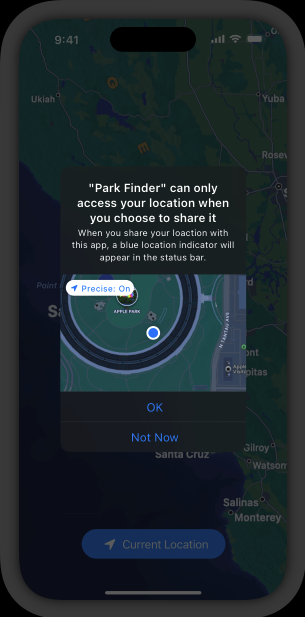 9:41
Ukiah
Yuba
Rosev
"Park Finder" can only
access your location when
you choose to share it
When you share your loaction with
this app, a blue location indicator will
appear in the status bar.
Point
Sa
Precise: On
APPLE PARK
N TANTAU AVE
ont
Milpitas
OK
Not Now
Gilroy
Santa Cruz
Watson
Salinas
Monterey
Current Location